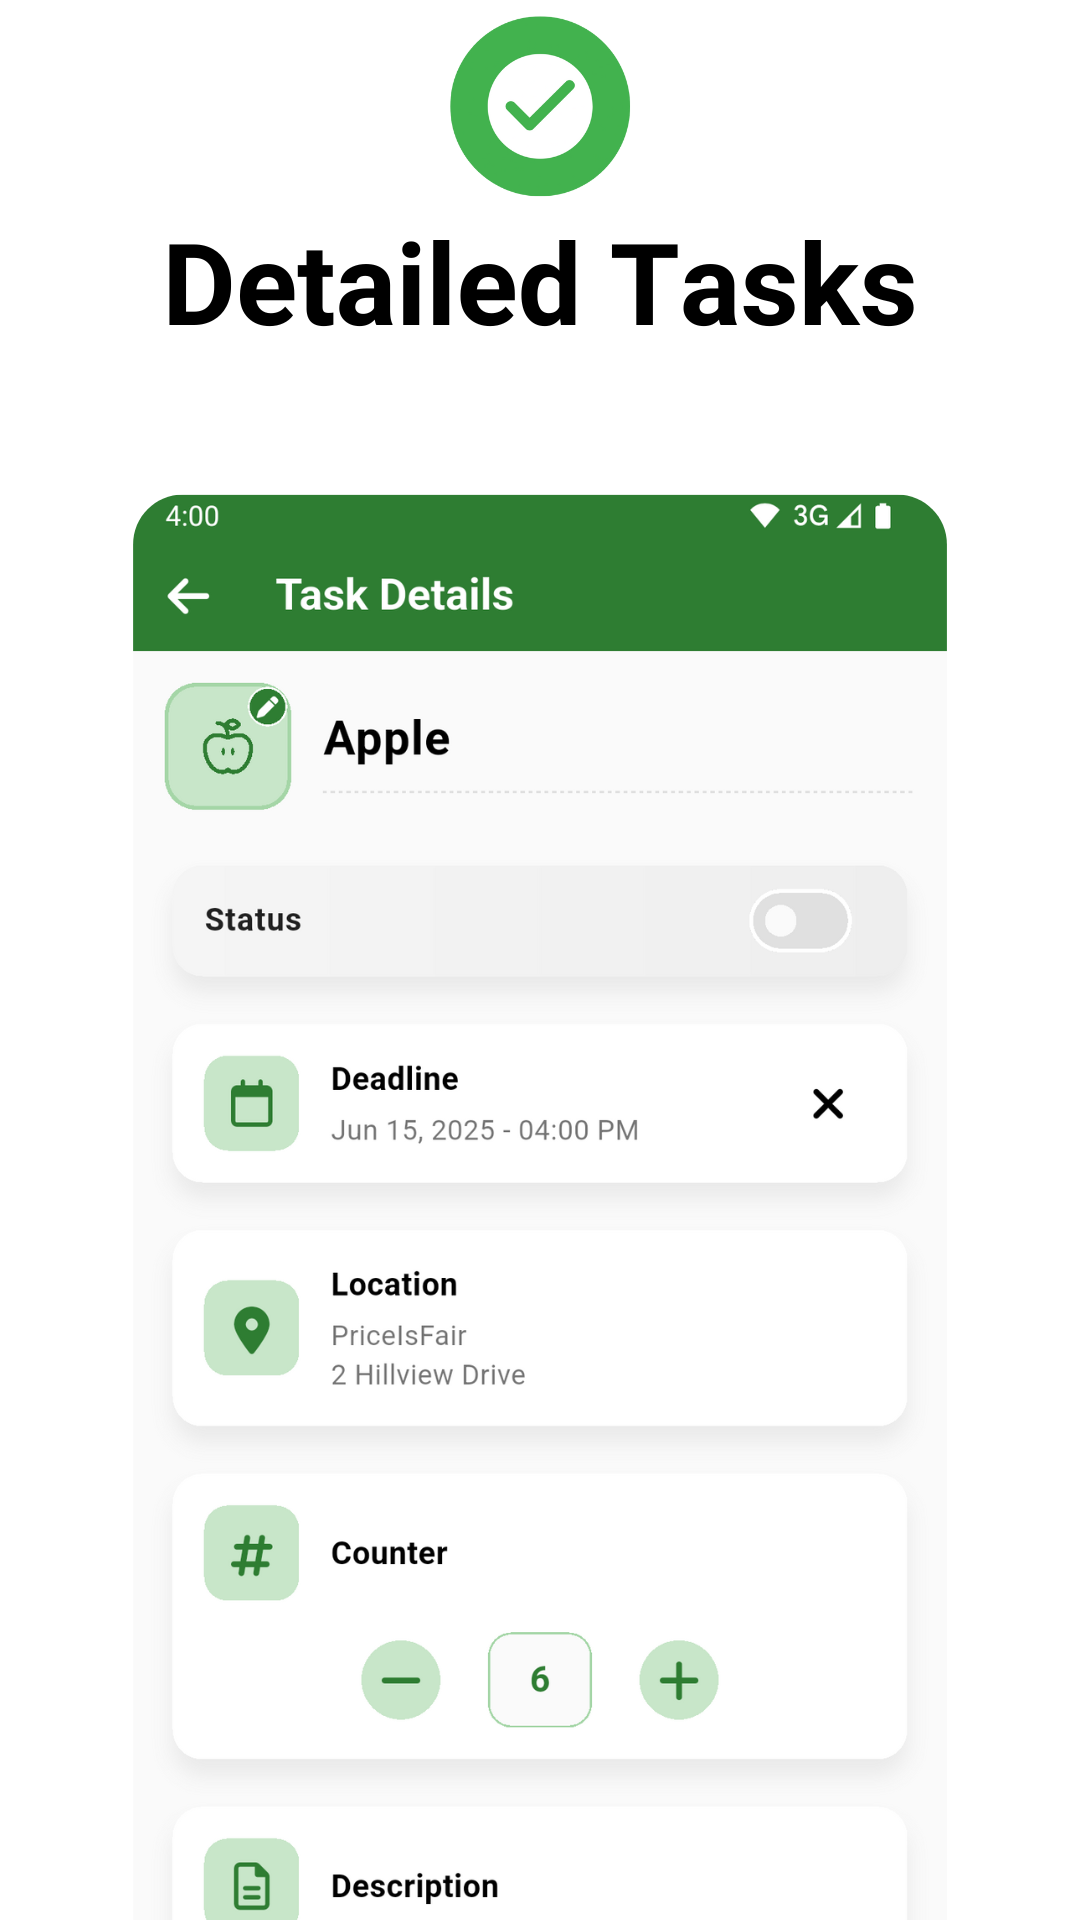 Detailed Tasks
4:00 3G
Task Details
Apple
Status
Deadline
Jun 15, 2025 - 04:00 PM
Location
PriceIsFair
2 Hillview Drive
Counter
6
Description